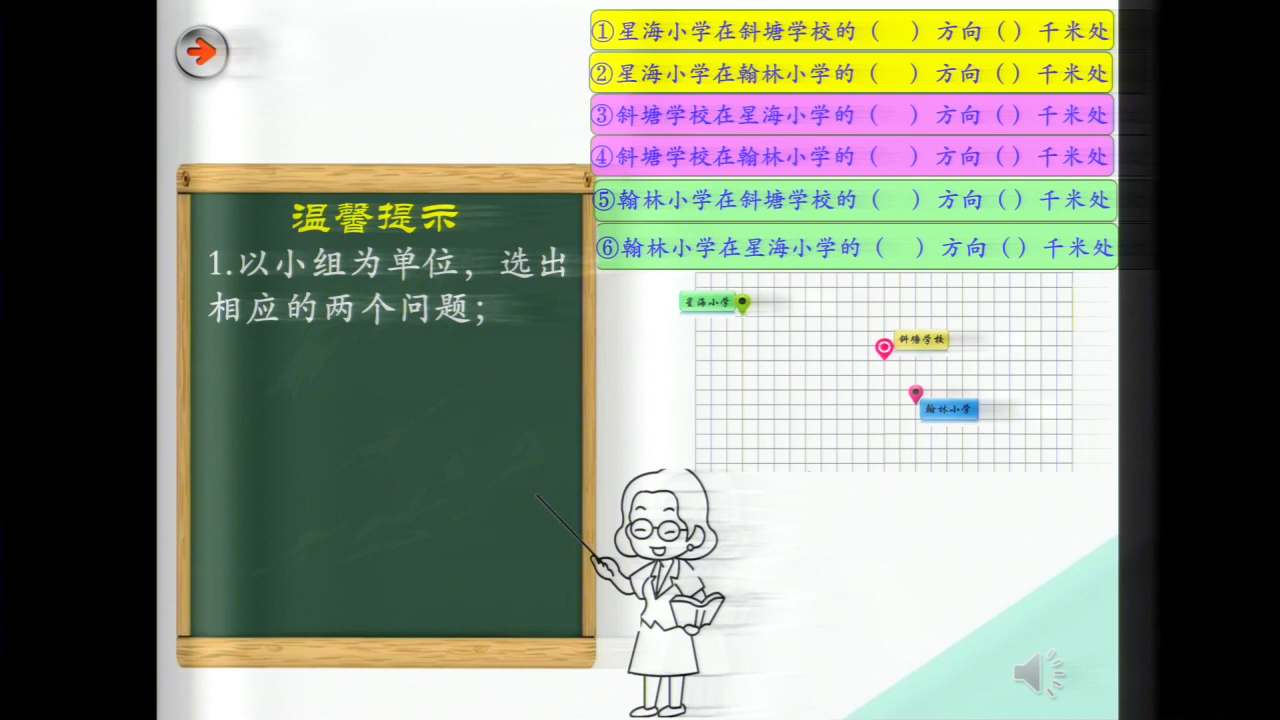 ①星海小学在斜塘学校的（ ）方向（）千米处
②星海小学在翰林小学的（ ）方向（）千米处
③斜塘学校在星海小学的（ ）方向（）千米处
④斜塘学校在翰林小学的（ ）方向（）千米处
⑤翰林小学在斜塘学校的（ ）方向（）千米处
⑥翰林小学在星海小学的（ ）方向（）千米处
温馨提示
1.以小组为单位，选出
相应的两个问题；
星海小学
斜塘学校
翰林小学